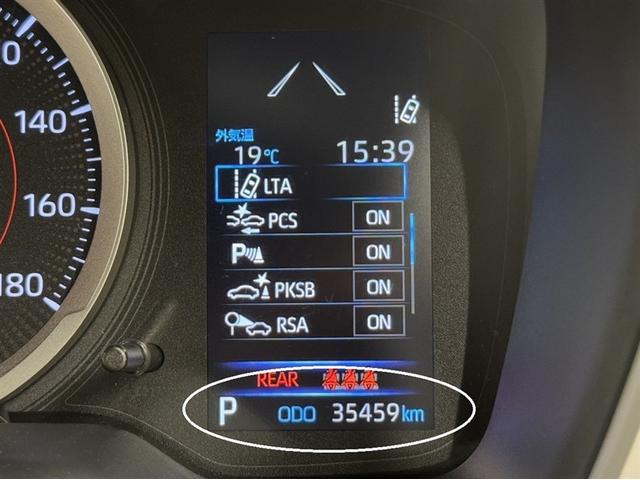 140
160
180
外気温
19℃ 15:39
LTA
PCS ON
P ON
PKSB ON
RSA ON
REAR
P ODO 35459km